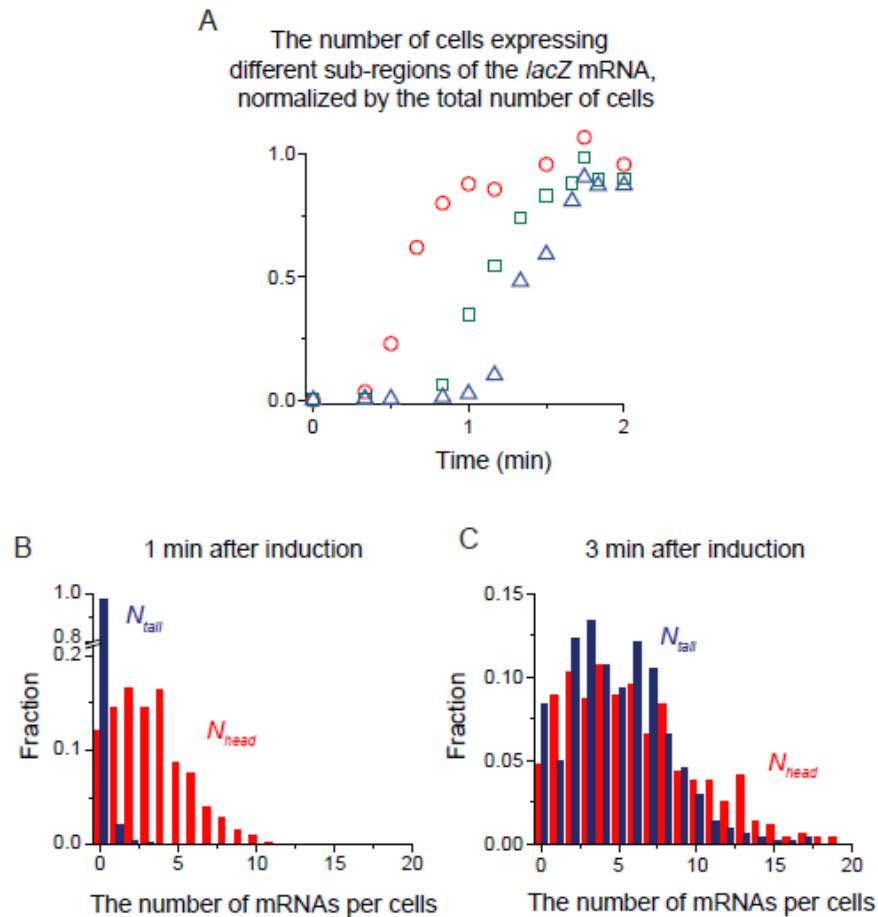 A
The number of cells expressing
different sub-regions of the lacZ mRNA,
normalized by the total number of cells
1.0
0.5
0.0
0
1
2
Time (min)
B
1 min after induction
1.0
0.8
0.2
0.1
0.0
Fraction
N_tail
N_head
0
5
10
15
20
The number of mRNAs per cells
C
3 min after induction
0.15
0.10
0.05
0.00
Fraction
N_tail
N_head
0
5
10
15
20
The number of mRNAs per cells